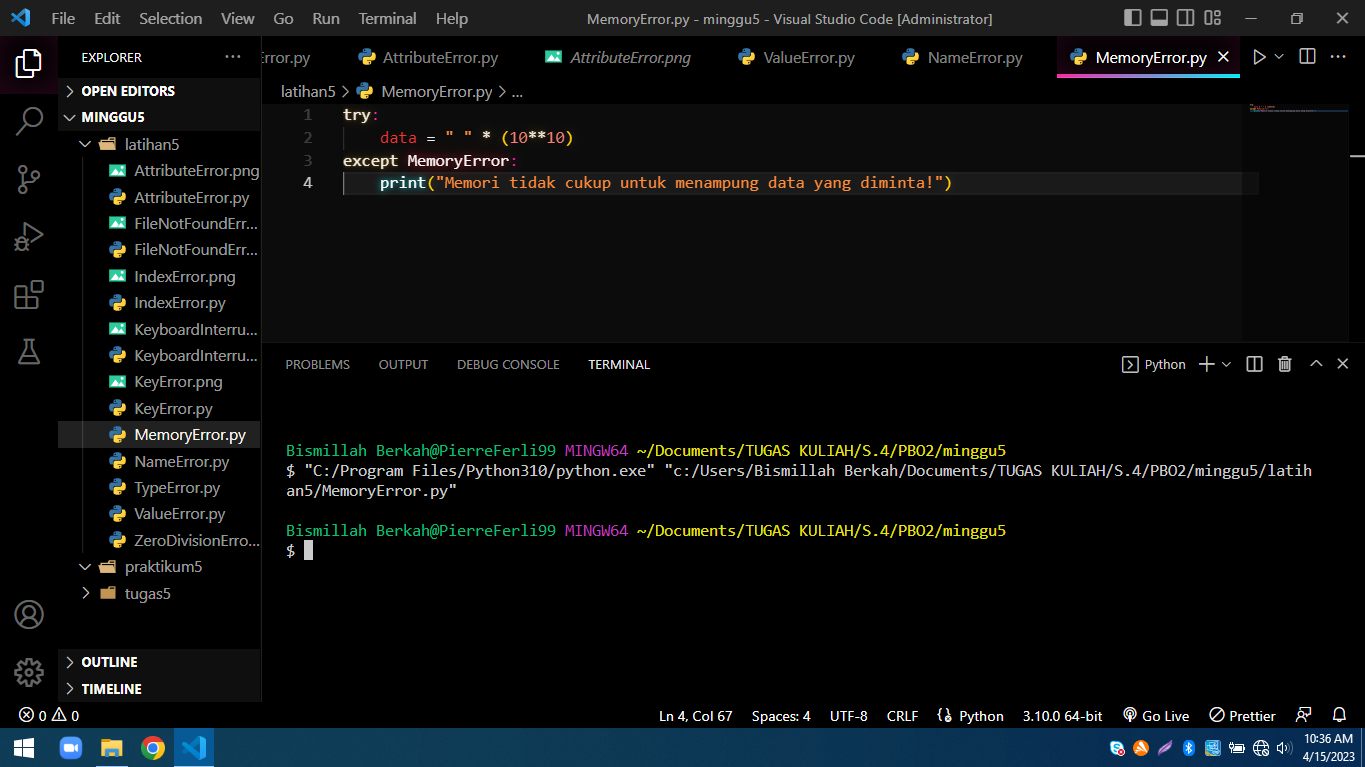 File Edit Selection View Go Run Terminal Help MemoryError.py - minggu5 - Visual Studio Code [Administrator]
EXPLORER ···
Error.py AttributeError.py AttributeError.png ValueError.py NameError.py MemoryError.py
OPEN EDITORS
MINGGU5
latihan5
AttributeError.png
AttributeError.py
FileNotFoundErr...
FileNotFoundErr...
IndexError.png
IndexError.py
KeyboardInterru...
KeyboardInterru...
KeyError.png
KeyError.py
MemoryError.py
NameError.py
TypeError.py
ValueError.py
ZeroDivisionErro...
praktikum5
tugas5
OUTLINE
TIMELINE
latihan5 > MemoryError.py > ...
1 try:
2 data = " " * (10**10)
3 except MemoryError:
4 print("Memori tidak cukup untuk menampung data yang diminta!")
PROBLEMS OUTPUT DEBUG CONSOLE TERMINAL Python
Bismillah Berkah@PierreFerli99 MINGW64 ~/Documents/TUGAS KULIAH/S.4/PBO2/minggu5
$ "C:/Program Files/Python310/python.exe" "c:/Users/Bismillah Berkah/Documents/TUGAS KULIAH/S.4/PBO2/minggu5/latih
an5/MemoryError.py"
Bismillah Berkah@PierreFerli99 MINGW64 ~/Documents/TUGAS KULIAH/S.4/PBO2/minggu5
$
0 0 Ln 4, Col 67 Spaces: 4 UTF-8 CRLF Python 3.10.0 64-bit Go Live Prettier
10:36 AM
4/15/2023